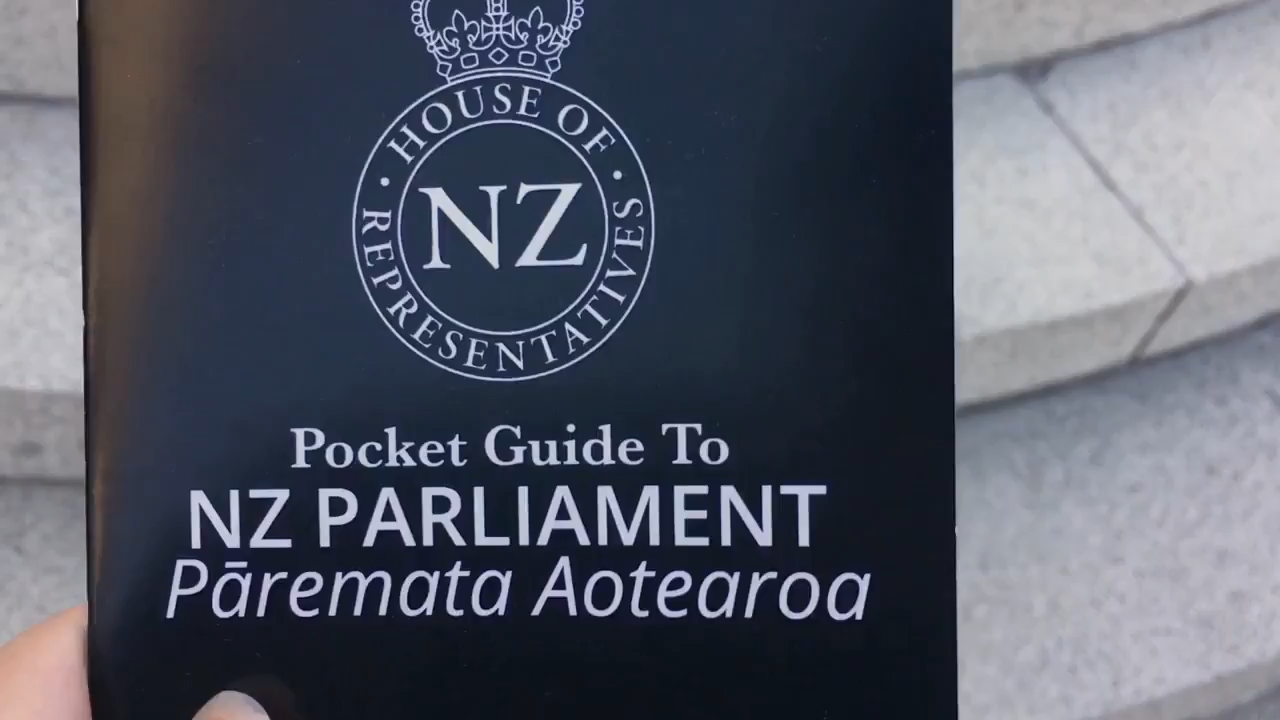 HOUSE OF
REPRESENTATIVES
NZ
Pocket Guide To
NZ PARLIAMENT
Pāremata Aotearoa